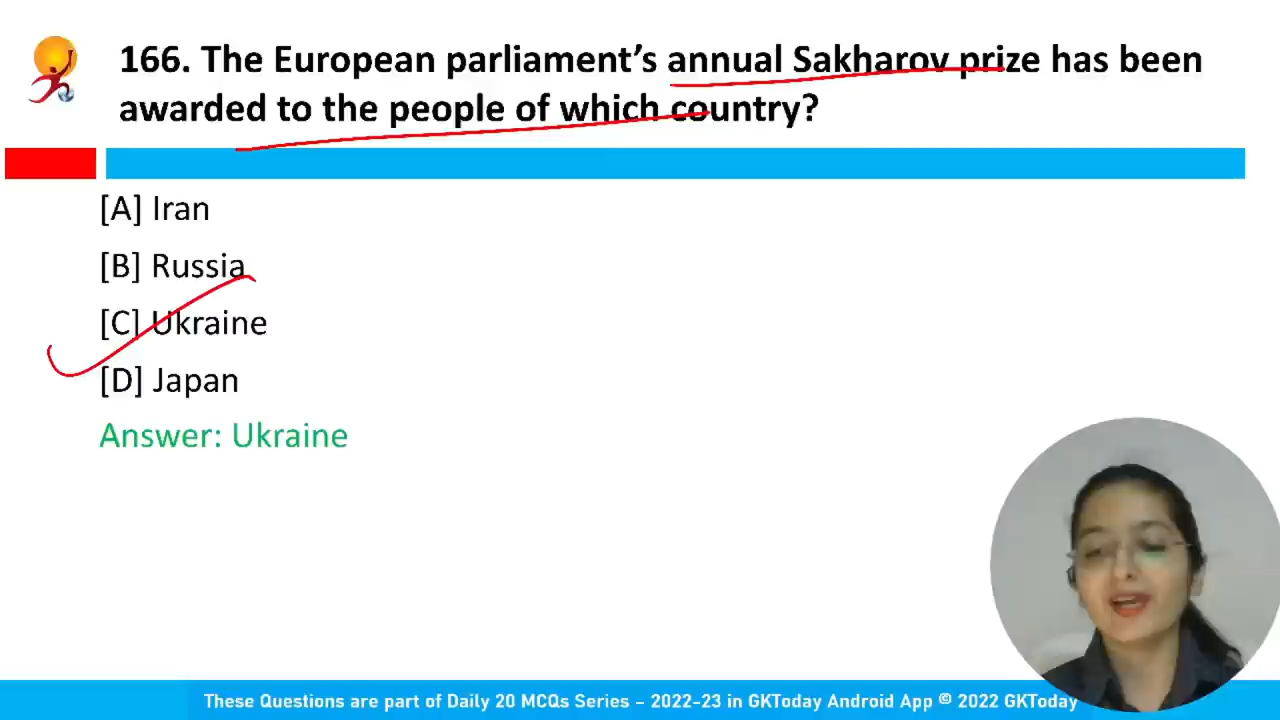 166. The European parliament’s annual Sakharov prize has been
awarded to the people of which country?
[A] Iran
[B] Russia
[C] Ukraine
[D] Japan
Answer: Ukraine
These Questions are part of Daily 20 MCQs Series – 2022-23 in GKToday Android App © 2022 GKToday